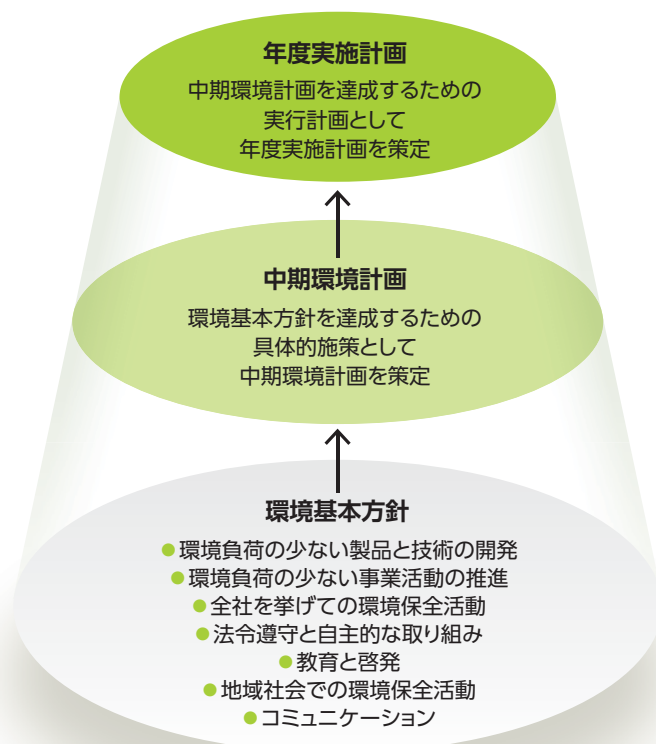 年度実施計画
中期環境計画を達成するための
実行計画として
年度実施計画を策定
中期環境計画
環境基本方針を達成するための
具体的施策として
中期環境計画を策定
環境基本方針
●環境負荷の少ない製品と技術の開発
●環境負荷の少ない事業活動の推進
●全社を挙げての環境保全活動
●法令遵守と自主的な取り組み
●教育と啓発
●地域社会での環境保全活動
●コミュニケーション